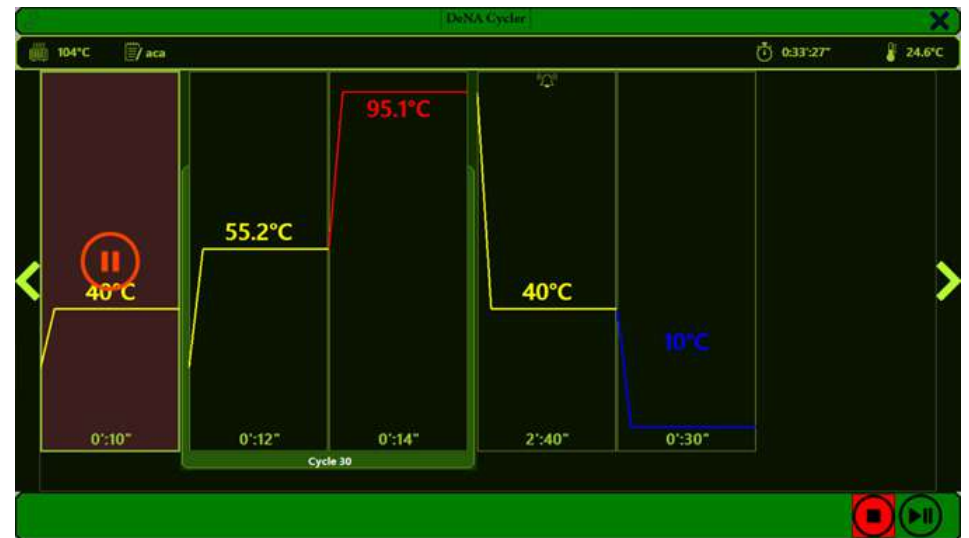 DeNA Cycler
104°C aca 0:33':27" 24.6°C
95.1°C
55.2°C
40°C 40°C
10°C
0':10" 0':12" 0':14" 2':40" 0':30"
Cycle 30